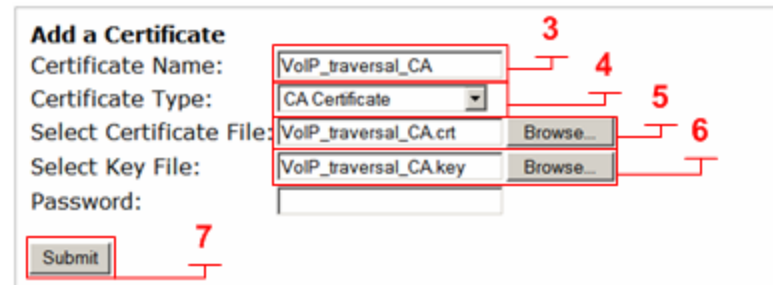 Add a Certificate
3
Certificate Name: VoIP_traversal_CA
4
Certificate Type: CA Certificate
5
Select Certificate File: VoIP_traversal_CA.crt Browse...
6
Select Key File: VoIP_traversal_CA.key Browse...
Password:
7
Submit